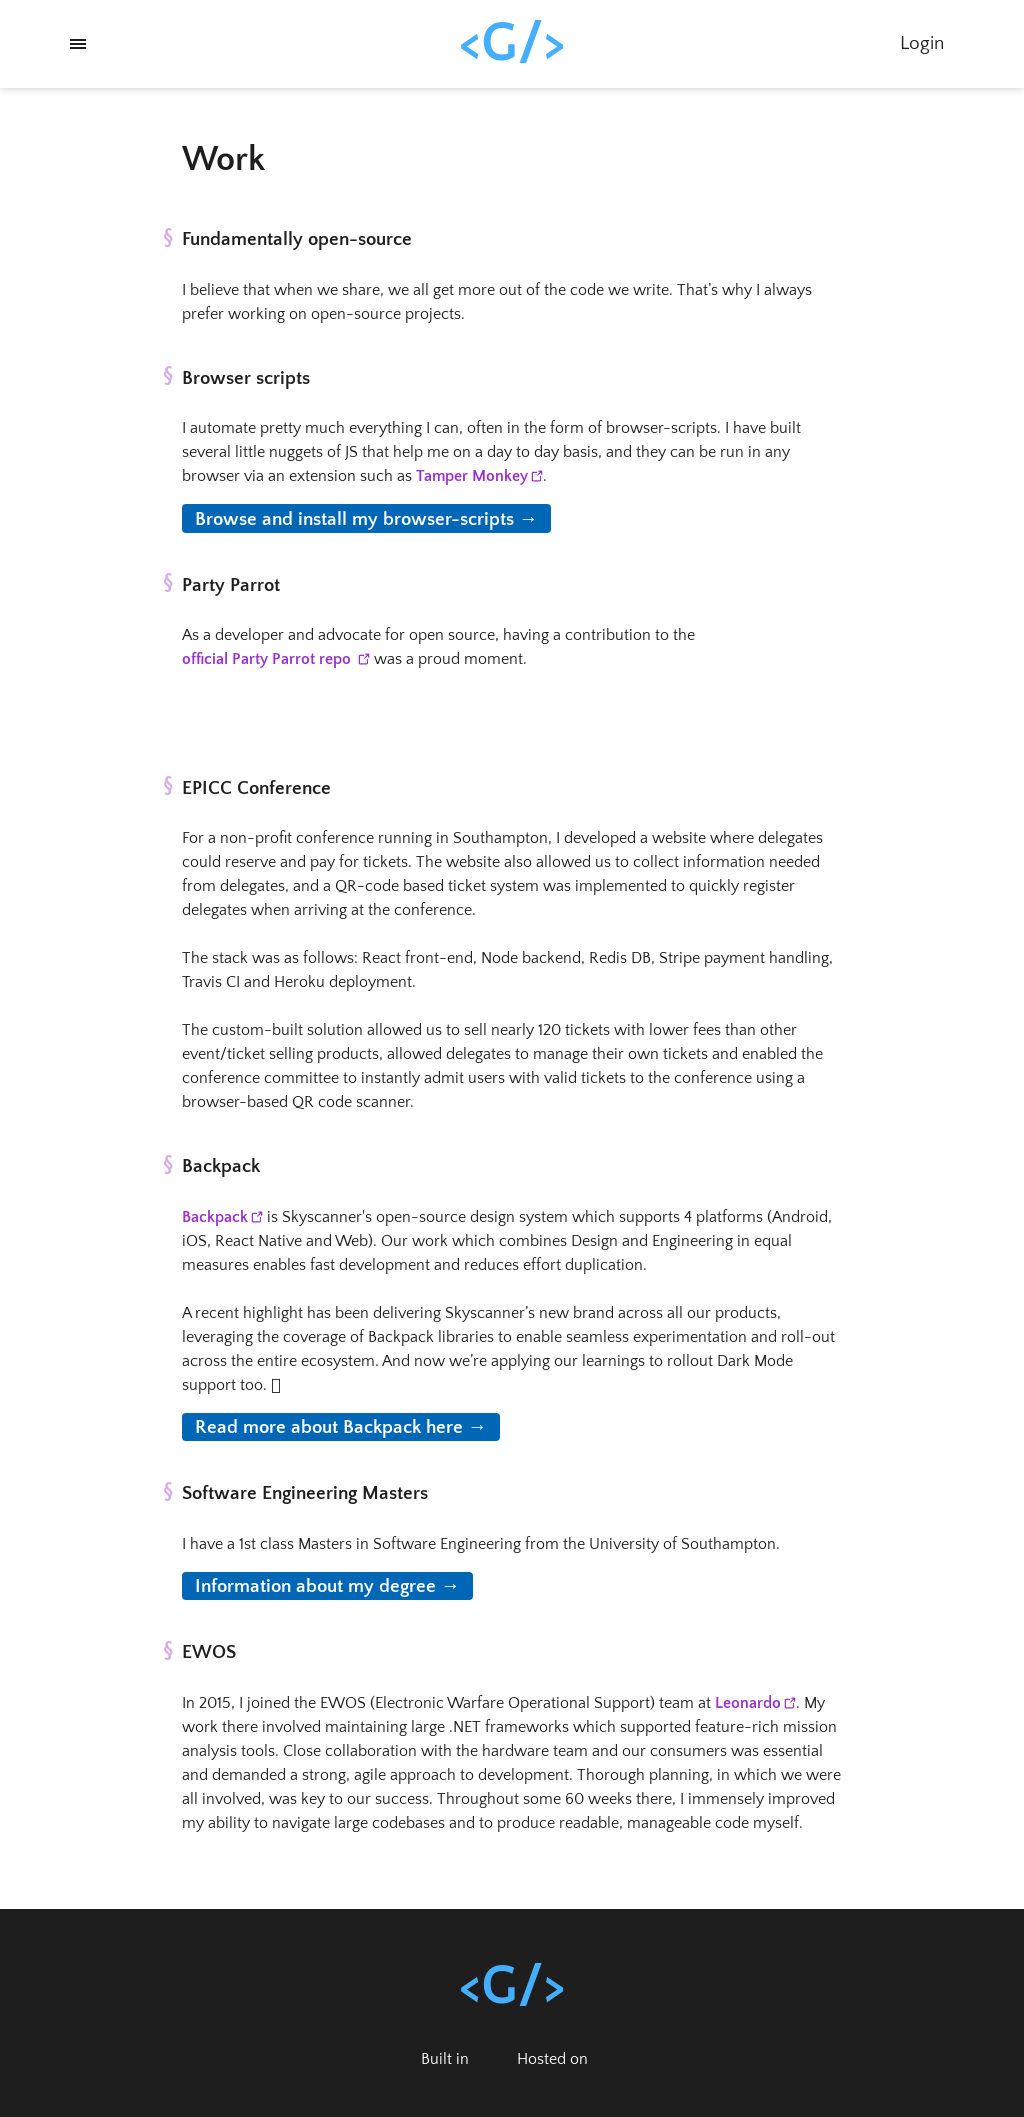 <G/>
Login
Work
§ Fundamentally open-source
I believe that when we share, we all get more out of the code we write. That's why I always
prefer working on open-source projects.
§ Browser scripts
I automate pretty much everything I can, often in the form of browser-scripts. I have built
several little nuggets of JS that help me on a day to day basis, and they can be run in any
browser via an extension such as Tamper Monkey.
Browse and install my browser-scripts →
§ Party Parrot
As a developer and advocate for open source, having a contribution to the
official Party Parrot repo was a proud moment.
§ EPICC Conference
For a non-profit conference running in Southampton, I developed a website where delegates
could reserve and pay for tickets. The website also allowed us to collect information needed
from delegates, and a QR-code based ticket system was implemented to quickly register
delegates when arriving at the conference.
The stack was as follows: React front-end, Node backend, Redis DB, Stripe payment handling,
Travis CI and Heroku deployment.
The custom-built solution allowed us to sell nearly 120 tickets with lower fees than other
event/ticket selling products, allowed delegates to manage their own tickets and enabled the
conference committee to instantly admit users with valid tickets to the conference using a
browser-based QR code scanner.
§ Backpack
Backpack is Skyscanner's open-source design system which supports 4 platforms (Android,
iOS, React Native and Web). Our work which combines Design and Engineering in equal
measures enables fast development and reduces effort duplication.
A recent highlight has been delivering Skyscanner's new brand across all our products,
leveraging the coverage of Backpack libraries to enable seamless experimentation and roll-out
across the entire ecosystem. And now we're applying our learnings to rollout Dark Mode
support too.
Read more about Backpack here →
§ Software Engineering Masters
I have a 1st class Masters in Software Engineering from the University of Southampton.
Information about my degree →
§ EWOS
In 2015, I joined the EWOS (Electronic Warfare Operational Support) team at Leonardo. My
work there involved maintaining large .NET frameworks which supported feature-rich mission
analysis tools. Close collaboration with the hardware team and our consumers was essential
and demanded a strong, agile approach to development. Thorough planning, in which we were
all involved, was key to our success. Throughout some 60 weeks there, I immensely improved
my ability to navigate large codebases and to produce readable, manageable code myself.
<G/>
Built in Hosted on